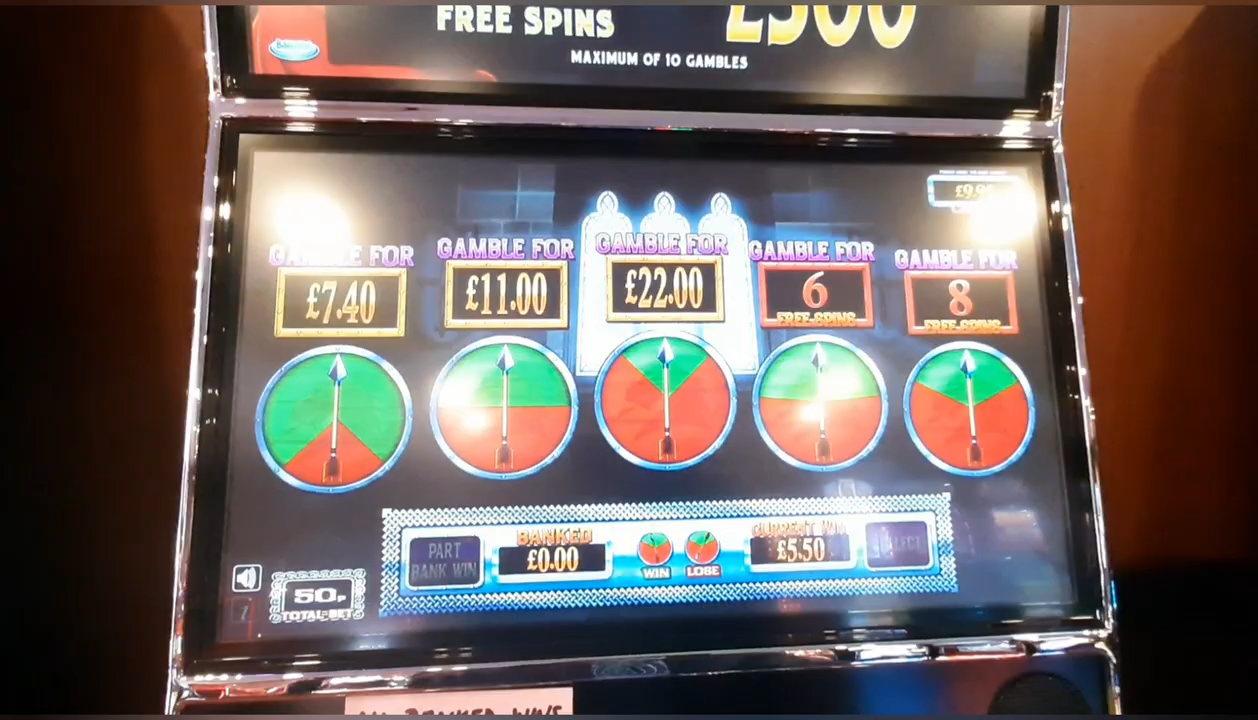 FREE SPINS
£500
MAXIMUM OF 10 GAMBLES
GAMBLE FOR
£7.40
GAMBLE FOR
£11.00
GAMBLE FOR
£22.00
GAMBLE FOR
6
FREE SPINS
GAMBLE FOR
8
FREE SPINS
PART
BANK WIN
BANKED
£0.00
WIN
LOSE
CURRENT WIN
£5.50
50p
TOTAL BET